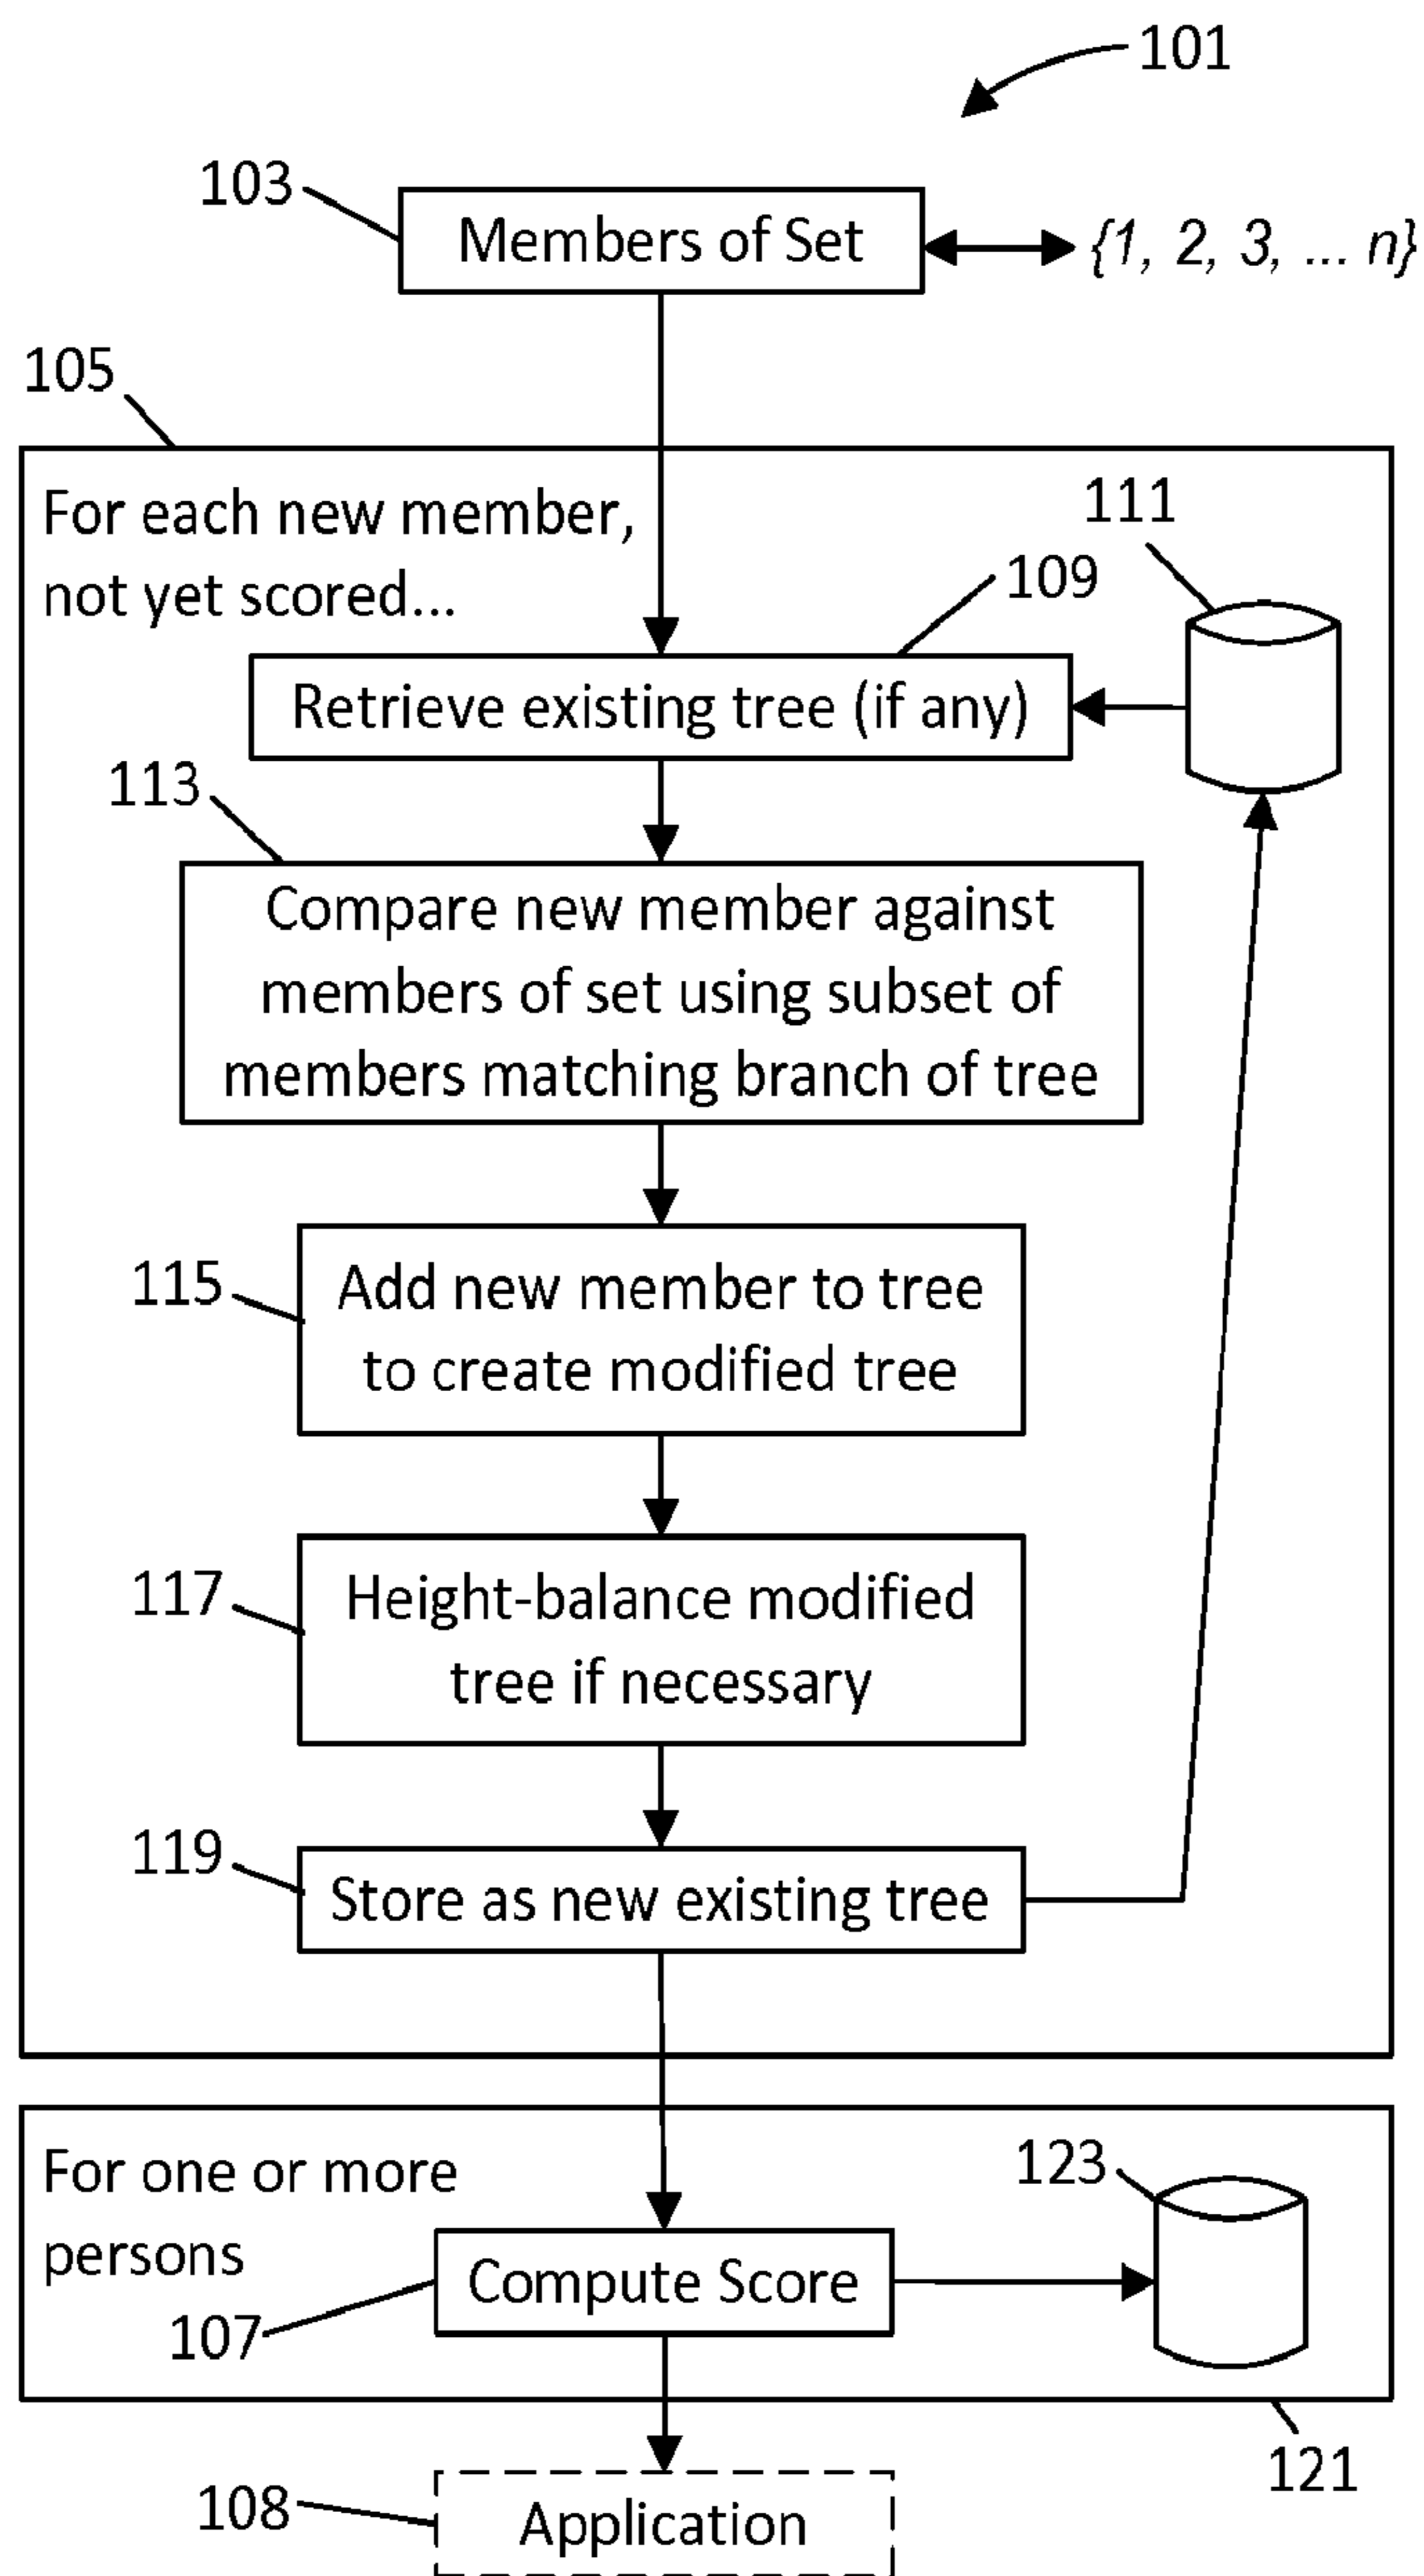 101
103
Members of Set
{1, 2, 3, ... n}
105
For each new member,
not yet scored...
111
109
Retrieve existing tree (if any)
113
Compare new member against
members of set using subset of
members matching branch of tree
115
Add new member to tree
to create modified tree
117
Height-balance modified
tree if necessary
119
Store as new existing tree
For one or more
persons
123
Compute Score
107
121
108
Application